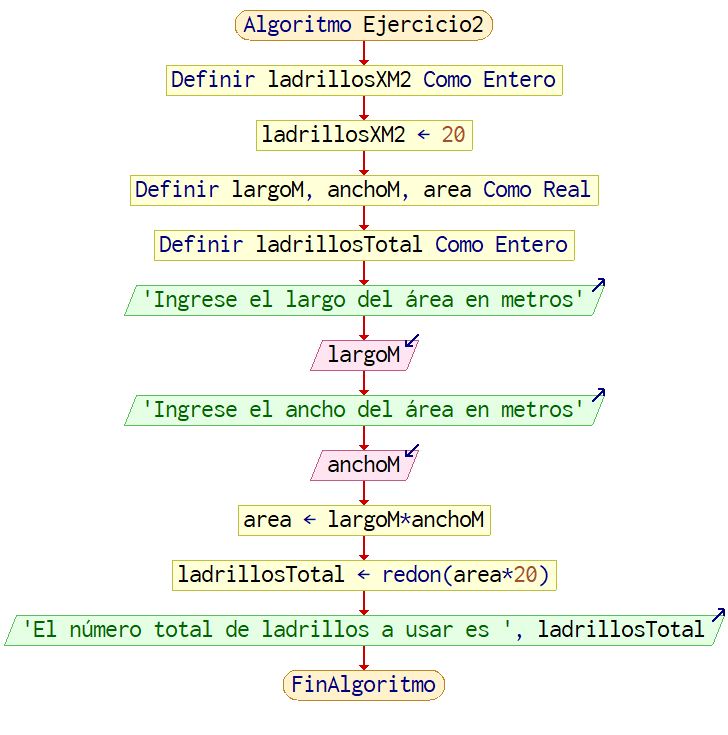 Algoritmo Ejercicio2
Definir ladrillosXM2 Como Entero
ladrillosXM2 ← 20
Definir largoM, anchoM, area Como Real
Definir ladrillosTotal Como Entero
'Ingrese el largo del área en metros'
largoM
'Ingrese el ancho del área en metros'
anchoM
area ← largoM*anchoM
ladrillosTotal ← redon(area*20)
'El número total de ladrillos a usar es ', ladrillosTotal
FinAlgoritmo